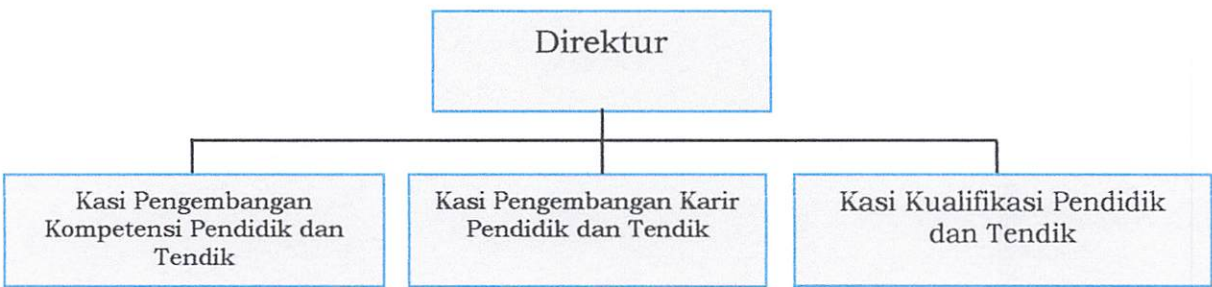 Direktur
Kasi Pengembangan
Kompetensi Pendidik dan
Tendik
Kasi Pengembangan Karir
Pendidik dan Tendik
Kasi Kualifikasi Pendidik
dan Tendik